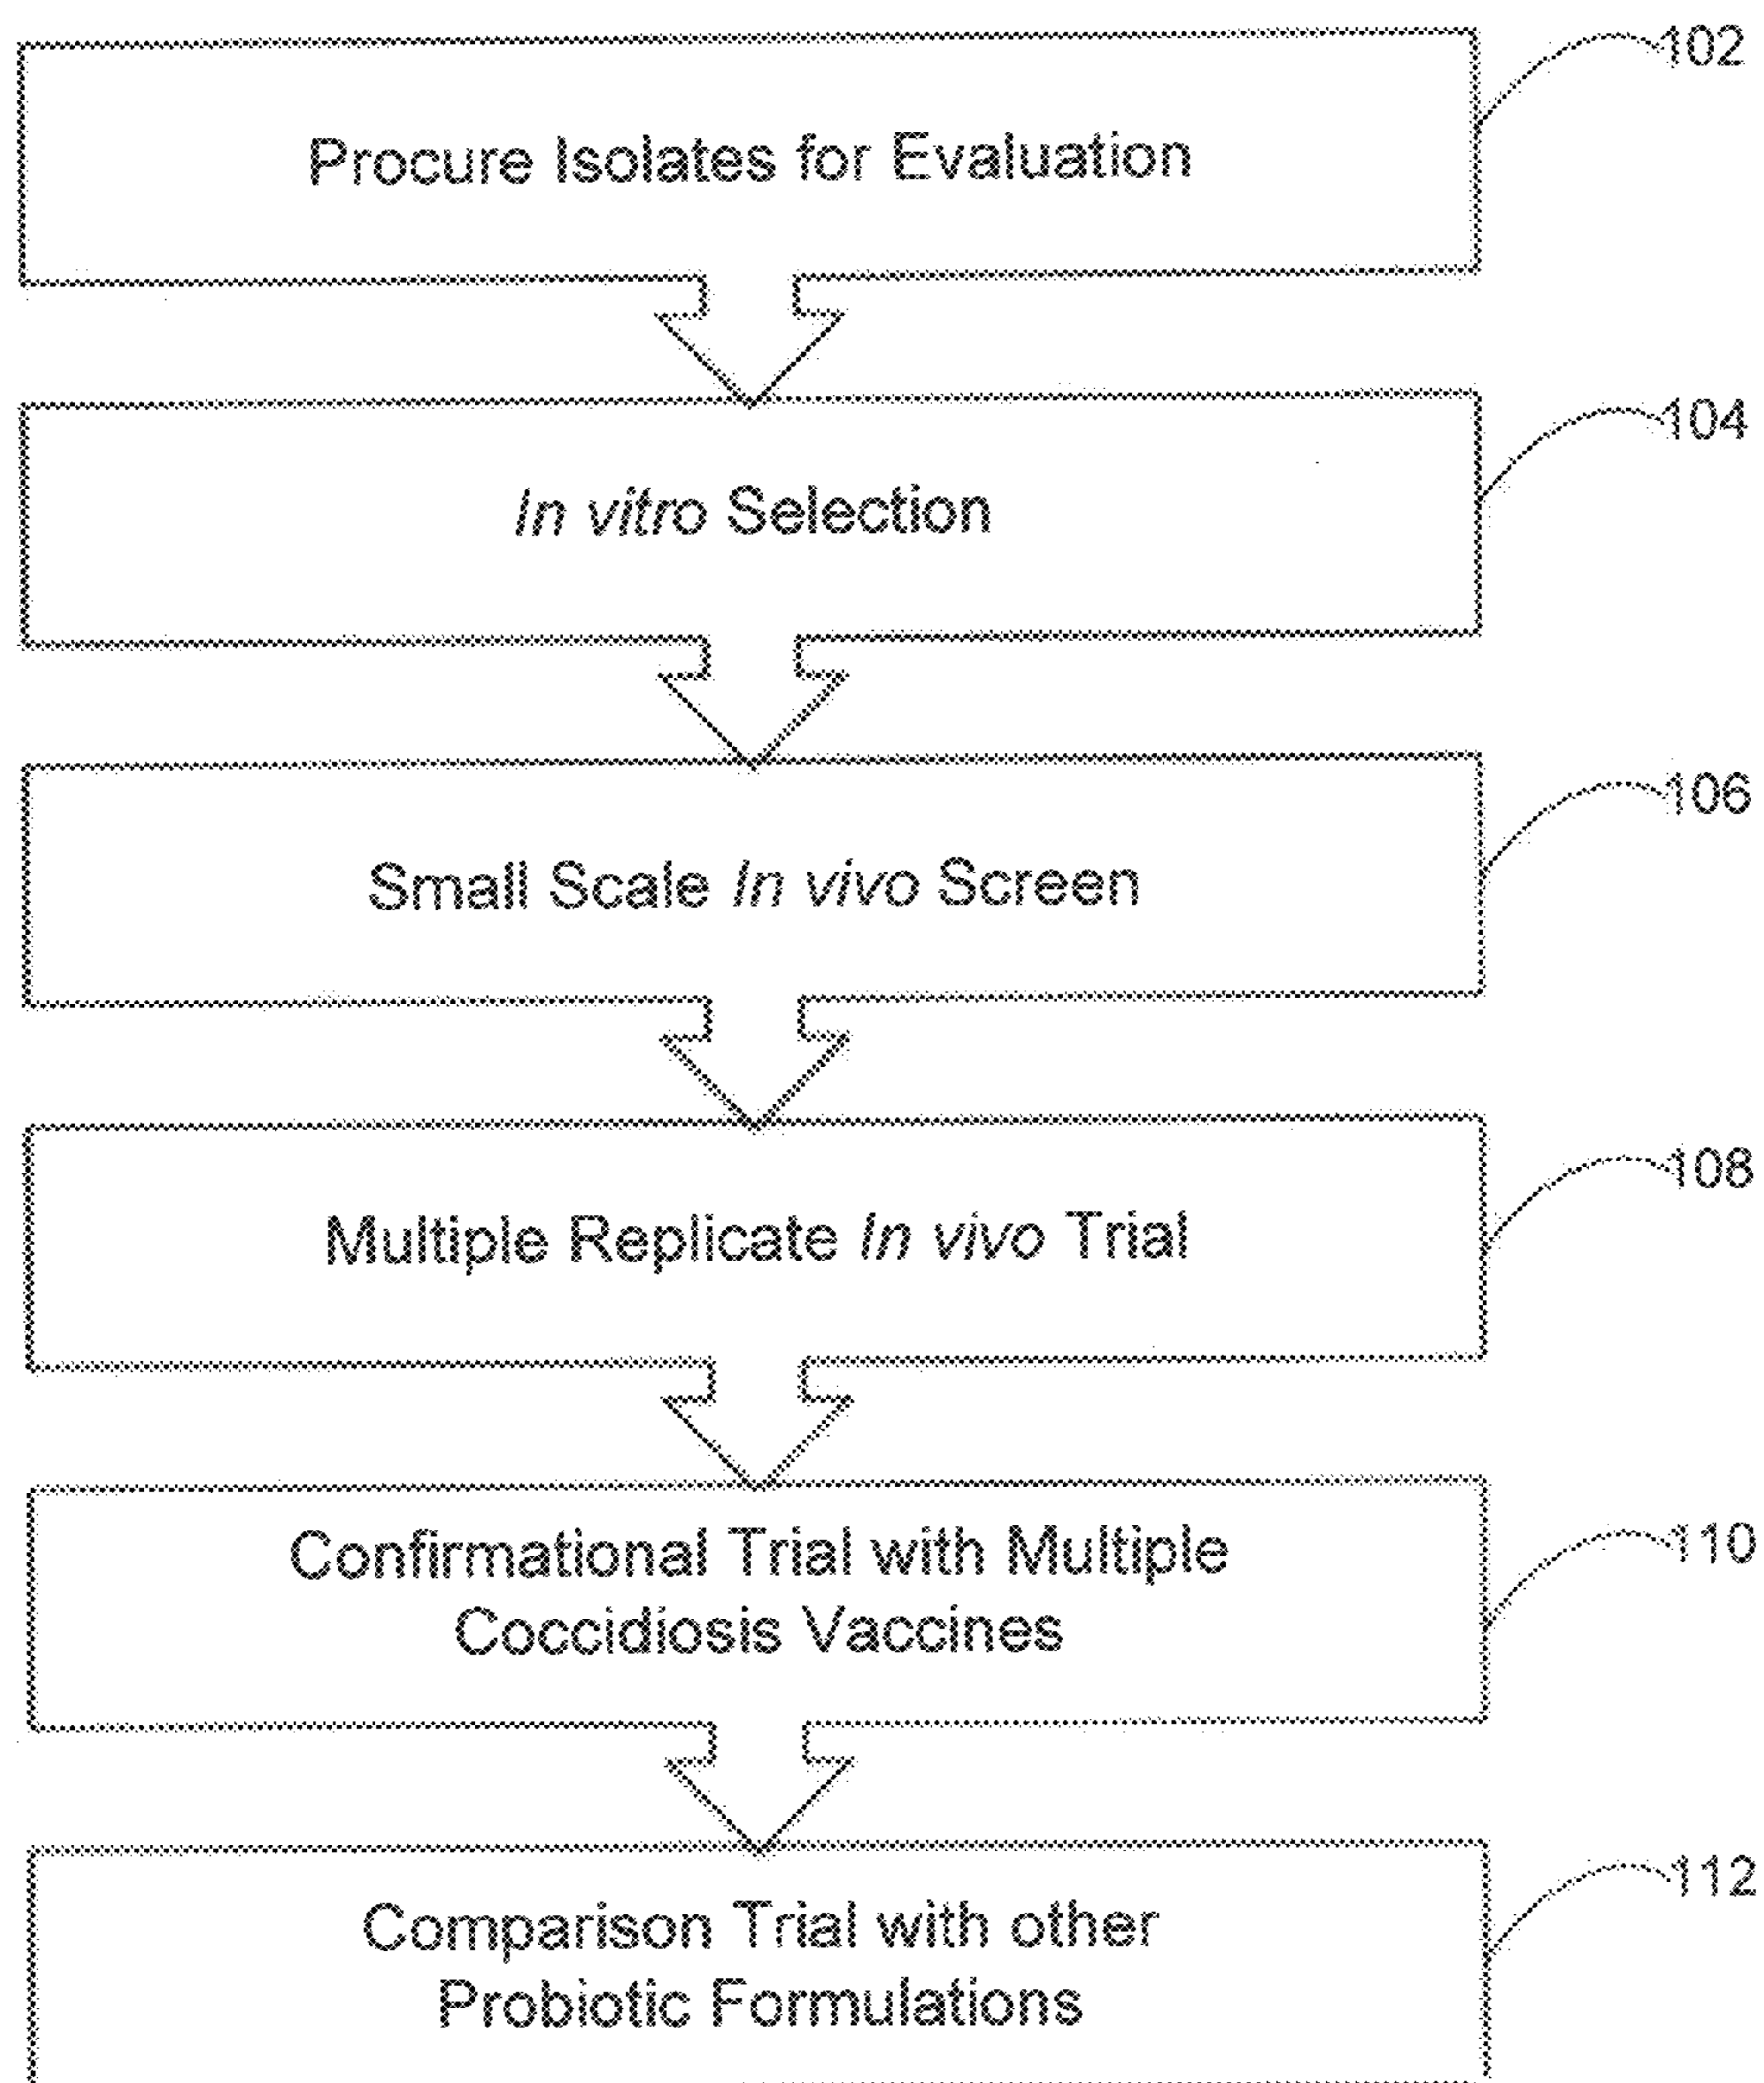 102
Procure Isolates for Evaluation
104
In vitro Selection
106
Small Scale In vivo Screen
108
Multiple Replicate In vivo Trial
110
Confirmational Trial with Multiple
Coccidiosis Vaccines
112
Comparison Trial with other
Probiotic Formulations